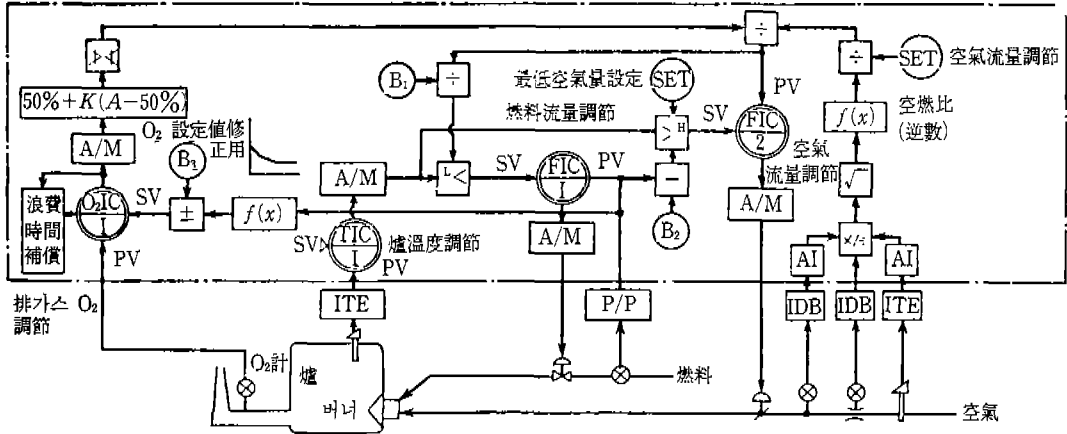 ÷
÷
SET
空氣流量調節
B₁
÷
最低空氣量設定
SET
PV
f(x)
空燃比
(逆數)
50%+K(A−50%)
燃料流量調節
SV
>H
SV
FIC
2
空氣
流量調節
O₂ 設定値修
正用
A/M
B₃
A/M
L<
SV
FIC
1
PV
−
√
浪費
時間
補償
O₂IC
1
SV
±
f(x)
SV
TIC
1
爐溫度調節
PV
A/M
B₂
A/M
×/÷
AI
AI
PV
排가스 O₂
調節
ITE
P/P
IDB
IDB
ITE
O₂計
爐
버너
燃料
空氣